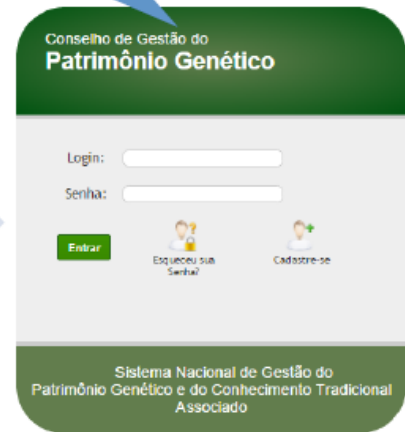 Conselho de Gestão do
Patrimônio Genético
Login:
Senha:
Entrar
Esqueceu sua
Senha?
Cadastre-se
Sistema Nacional de Gestão do
Patrimônio Genético e do Conhecimento Tradicional
Associado